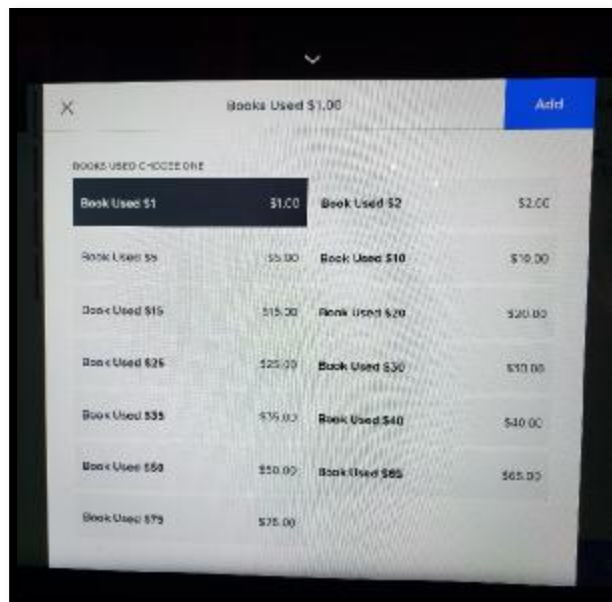 Books Used $1.00
Add
BOOKS USED CHOOSE ONE
Book Used $1 $1.00
Book Used $2 $2.00
Book Used $5 $5.00
Book Used $10 $10.00
Book Used $15 $15.00
Book Used $20 $20.00
Book Used $25 $25.00
Book Used $30 $30.00
Book Used $35 $35.00
Book Used $40 $40.00
Book Used $50 $50.00
Book Used $65 $65.00
Book Used $75 $75.00